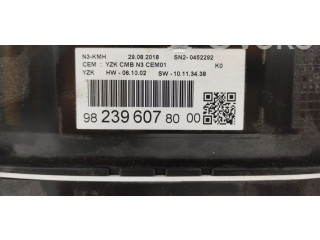 N3-KMH 29.08.2018 SN2- 0452292
CEM : YZK CMB N3 CEM01 K0
YZK HW - 06.10.02 SW - 10.11.34.38
98 239 607 80 00